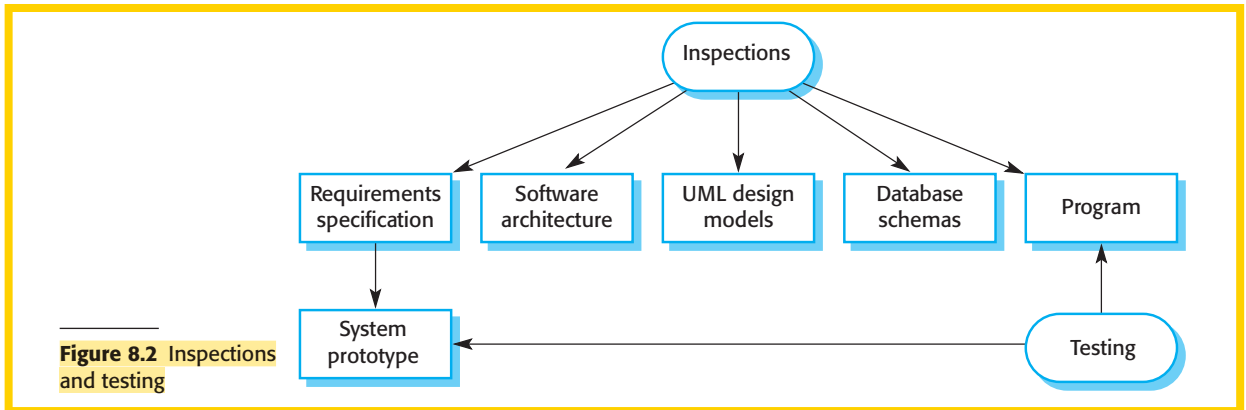 Inspections
Requirements
specification
Software
architecture
UML design
models
Database
schemas
Program
System
prototype
Testing
Figure 8.2 Inspections
and testing